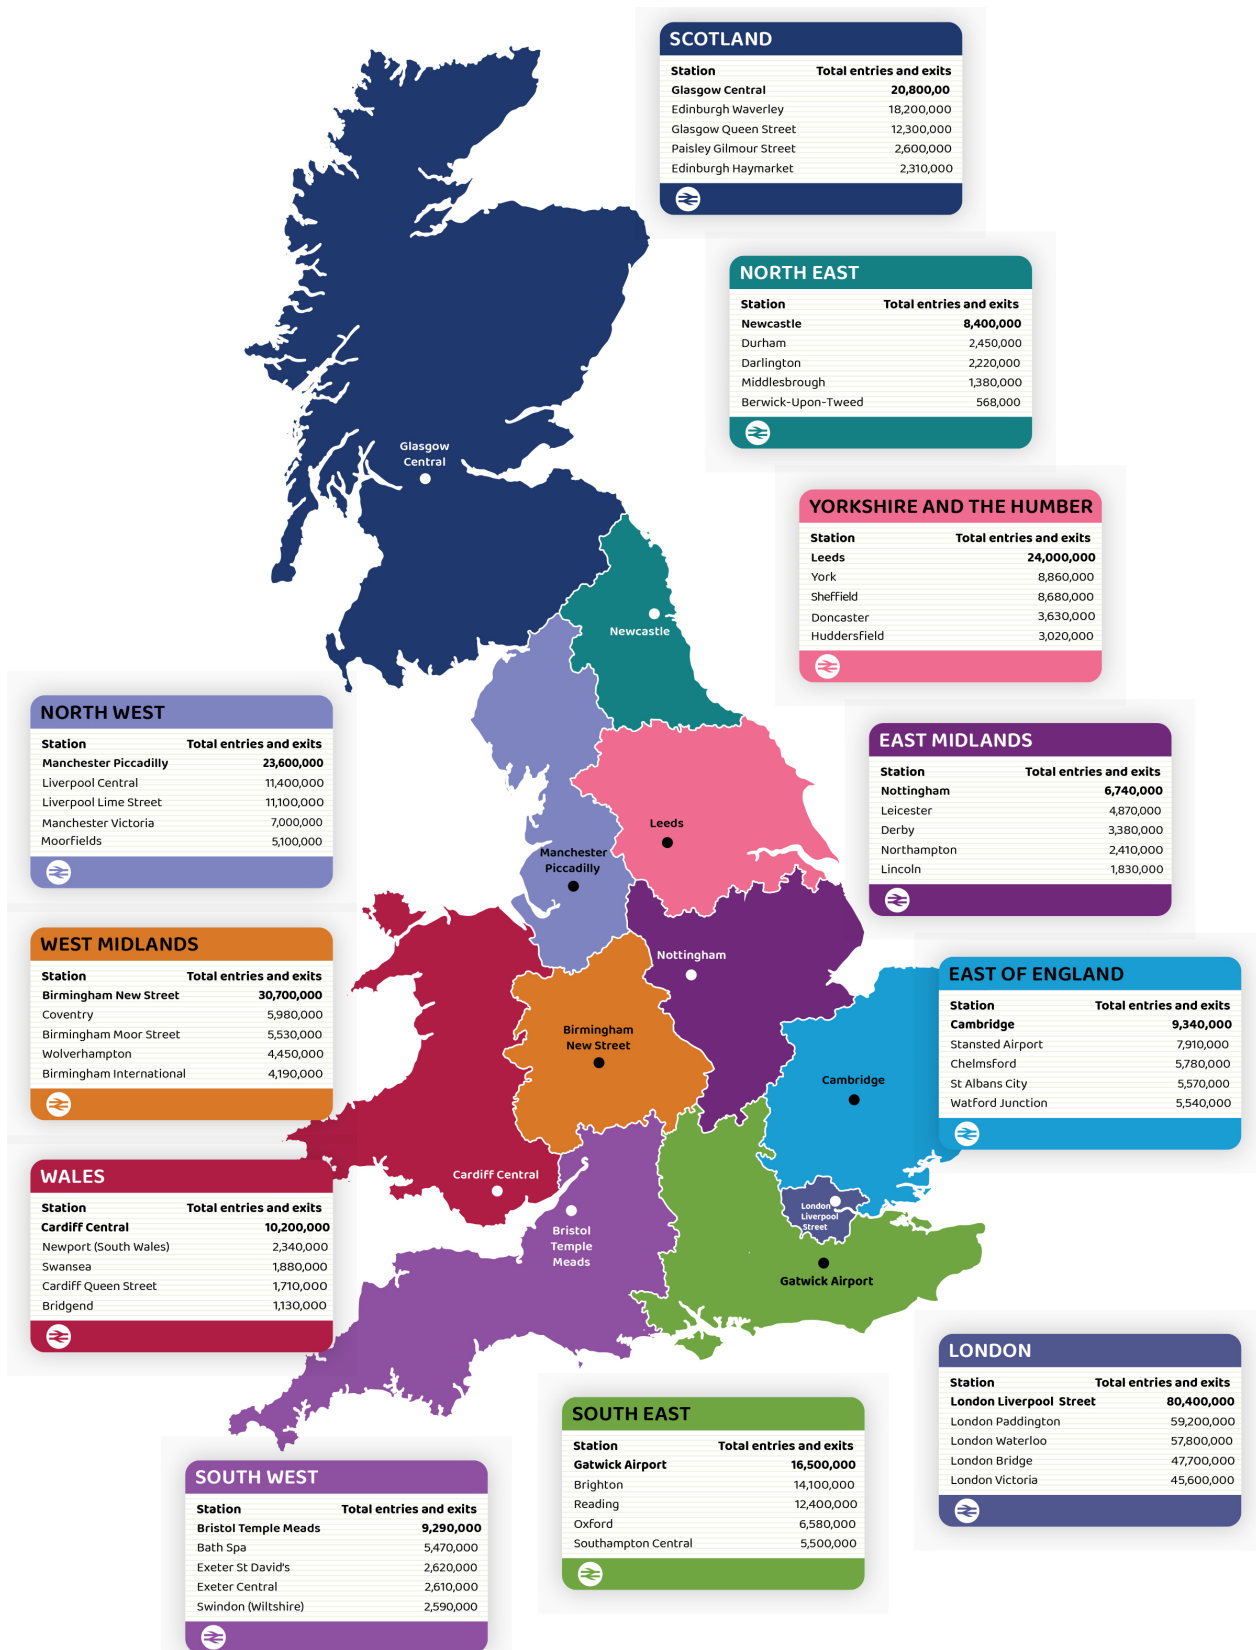 SCOTLAND
Station Total entries and exits
Glasgow Central 20,800,00
Edinburgh Waverley 18,200,000
Glasgow Queen Street 12,300,000
Paisley Gilmour Street 2,600,000
Edinburgh Haymarket 2,310,000
NORTH EAST
Station Total entries and exits
Newcastle 8,400,000
Durham 2,450,000
Darlington 2,220,000
Middlesbrough 1,380,000
Berwick-Upon-Tweed 568,000
YORKSHIRE AND THE HUMBER
Station Total entries and exits
Leeds 24,000,000
York 8,860,000
Sheffield 8,680,000
Doncaster 3,630,000
Huddersfield 3,020,000
NORTH WEST
Station Total entries and exits
Manchester Piccadilly 23,600,000
Liverpool Central 11,400,000
Liverpool Lime Street 11,100,000
Manchester Victoria 7,000,000
Moorfields 5,100,000
EAST MIDLANDS
Station Total entries and exits
Nottingham 6,740,000
Leicester 4,870,000
Derby 3,380,000
Northampton 2,410,000
Lincoln 1,830,000
WEST MIDLANDS
Station Total entries and exits
Birmingham New Street 30,700,000
Coventry 5,980,000
Birmingham Moor Street 5,530,000
Wolverhampton 4,450,000
Birmingham International 4,190,000
EAST OF ENGLAND
Station Total entries and exits
Cambridge 9,340,000
Stansted Airport 7,910,000
Chelmsford 5,780,000
St Albans City 5,570,000
Watford Junction 5,540,000
WALES
Station Total entries and exits
Cardiff Central 10,200,000
Newport (South Wales) 2,340,000
Swansea 1,880,000
Cardiff Queen Street 1,710,000
Bridgend 1,130,000
LONDON
Station Total entries and exits
London Liverpool Street 80,400,000
London Paddington 59,200,000
London Waterloo 57,800,000
London Bridge 47,700,000
London Victoria 45,600,000
SOUTH EAST
Station Total entries and exits
Gatwick Airport 16,500,000
Brighton 14,100,000
Reading 12,400,000
Oxford 6,580,000
Southampton Central 5,500,000
SOUTH WEST
Station Total entries and exits
Bristol Temple Meads 9,290,000
Bath Spa 5,470,000
Exeter St David's 2,620,000
Exeter Central 2,610,000
Swindon (Wiltshire) 2,590,000
Glasgow
Central
Newcastle
Leeds
Manchester
Piccadilly
Nottingham
Birmingham
New Street
Cambridge
Cardiff Central
Bristol
Temple
Meads
London
Liverpool
Street
Gatwick Airport